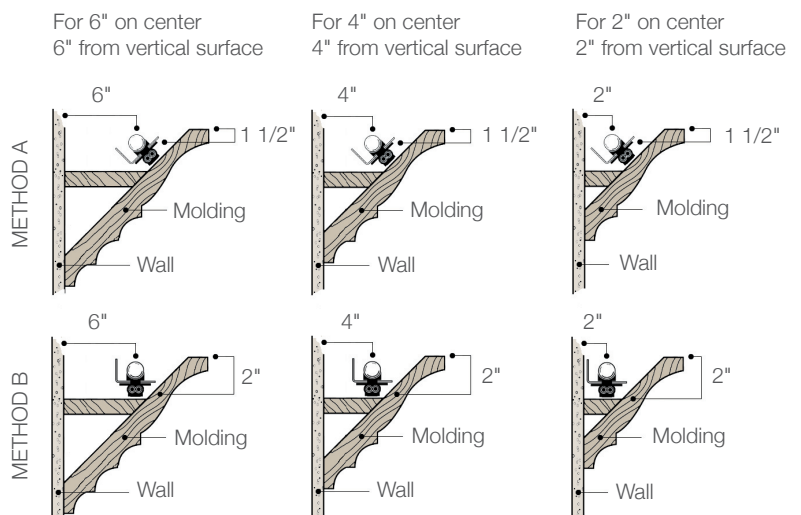 For 6" on center
6" from vertical surface
For 4" on center
4" from vertical surface
For 2" on center
2" from vertical surface
METHOD A
6"
1 1/2"
Molding
Wall
4"
1 1/2"
Molding
Wall
2"
1 1/2"
Molding
Wall
METHOD B
6"
2"
Molding
Wall
4"
2"
Molding
Wall
2"
2"
Molding
Wall